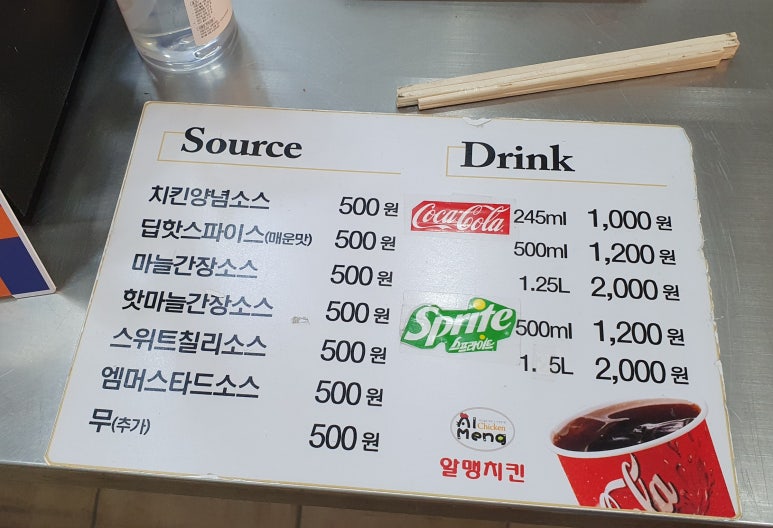 Source
치킨양념소스 500원
딥핫스파이스(매운맛) 500원
마늘간장소스 500원
핫마늘간장소스 500원
스위트칠리소스 500원
엠머스타드소스 500원
무(추가) 500원
Drink
Coca-Cola 245ml 1,000원
500ml 1,200원
1.25L 2,000원
Sprite 스프라이트 500ml 1,200원
1. 5L 2,000원
Al Chicken
Meng
알맹치킨